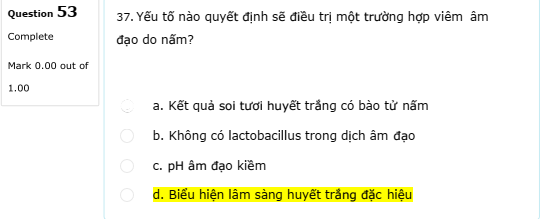 Question 53
Complete
Mark 0.00 out of
1.00
37. Yếu tố nào quyết định sẽ điều trị một trường hợp viêm âm
đạo do nấm?
a. Kết quả soi tươi huyết trắng có bào tử nấm
b. Không có lactobacillus trong dịch âm đạo
c. pH âm đạo kiềm
d. Biểu hiện lâm sàng huyết trắng đặc hiệu